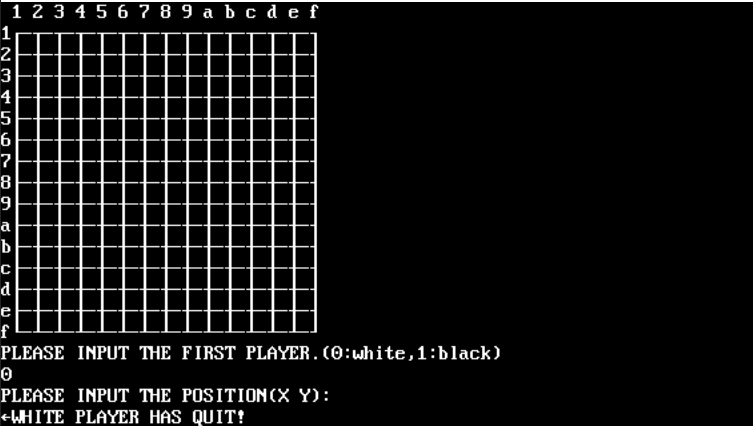 1 2 3 4 5 6 7 8 9 a b c d e f
1
2
3
4
5
6
7
8
9
a
b
c
d
e
f
PLEASE INPUT THE FIRST PLAYER.(0:white,1:black)
0
PLEASE INPUT THE POSITION(X Y):
←WHITE PLAYER HAS QUIT!